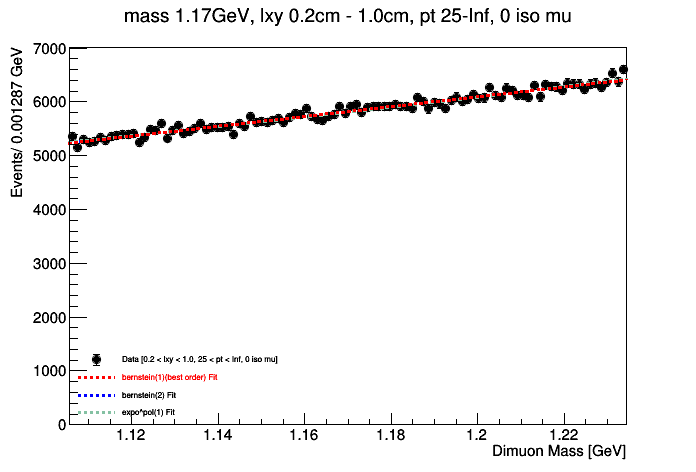 mass 1.17GeV, lxy 0.2cm - 1.0cm, pt 25-Inf, 0 iso mu
Events/ 0.001287 GeV
7000
6000
5000
4000
3000
2000
1000
0
Data [0.2 < lxy < 1.0, 25 < pt < Inf, 0 iso mu]
bernstein(1)(best order) Fit
bernstein(2) Fit
expo^pol(1) Fit
1.12 1.14 1.16 1.18 1.2 1.22
Dimuon Mass [GeV]